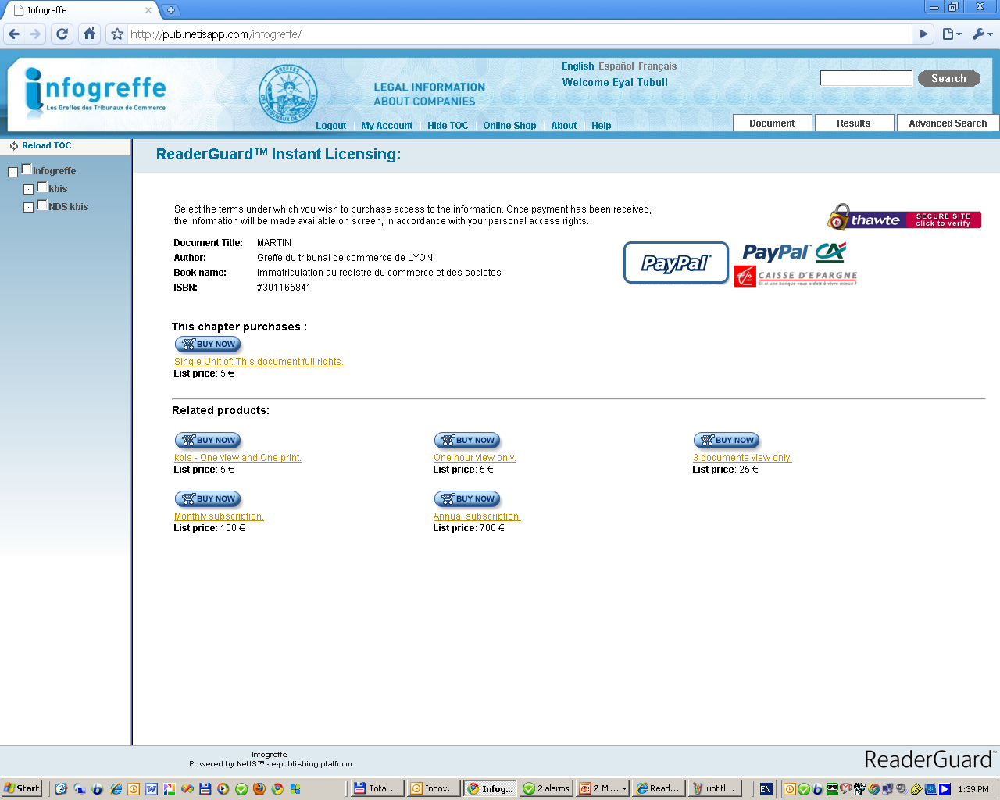 Infogreffe
http://pub.netisapp.com/infogreffe/
infogreffe
Les Greffes des Tribunaux de Commerce
LEGAL INFORMATION
ABOUT COMPANIES
English Español Français
Welcome Eyal Tubul!
Search
Logout My Account Hide TOC Online Shop About Help
Document Results Advanced Search
Reload TOC
Infogreffe
kbis
NDS kbis
ReaderGuard™ Instant Licensing:
Select the terms under which you wish to purchase access to the information. Once payment has been received,
the information will be made available on screen, in accordance with your personal access rights.
thawte SECURE SITE
click to verify
Document Title: MARTIN
Author: Greffe du tribunal de commerce de LYON
Book name: Immatriculation au registre du commerce et des societes
ISBN: #301165841
PayPal
PayPal CA
CAISSE D'EPARGNE
Et si une banque vous aidait à vivre mieux !
This chapter purchases :
BUY NOW
Single Unit of: This document full rights.
List price: 5 €
Related products:
BUY NOW BUY NOW BUY NOW
kbis - One view and One print. One hour view only. 3 documents view only.
List price: 5 € List price: 5 € List price: 25 €
BUY NOW BUY NOW
Monthly subscription. Annual subscription.
List price: 100 € List price: 700 €
Infogreffe
Powered by NetIS™ - e-publishing platform
ReaderGuard™
Start Total ... Inbox... Infog... 2 alarms 2 Mi... Read... untitl... EN 1:39 PM